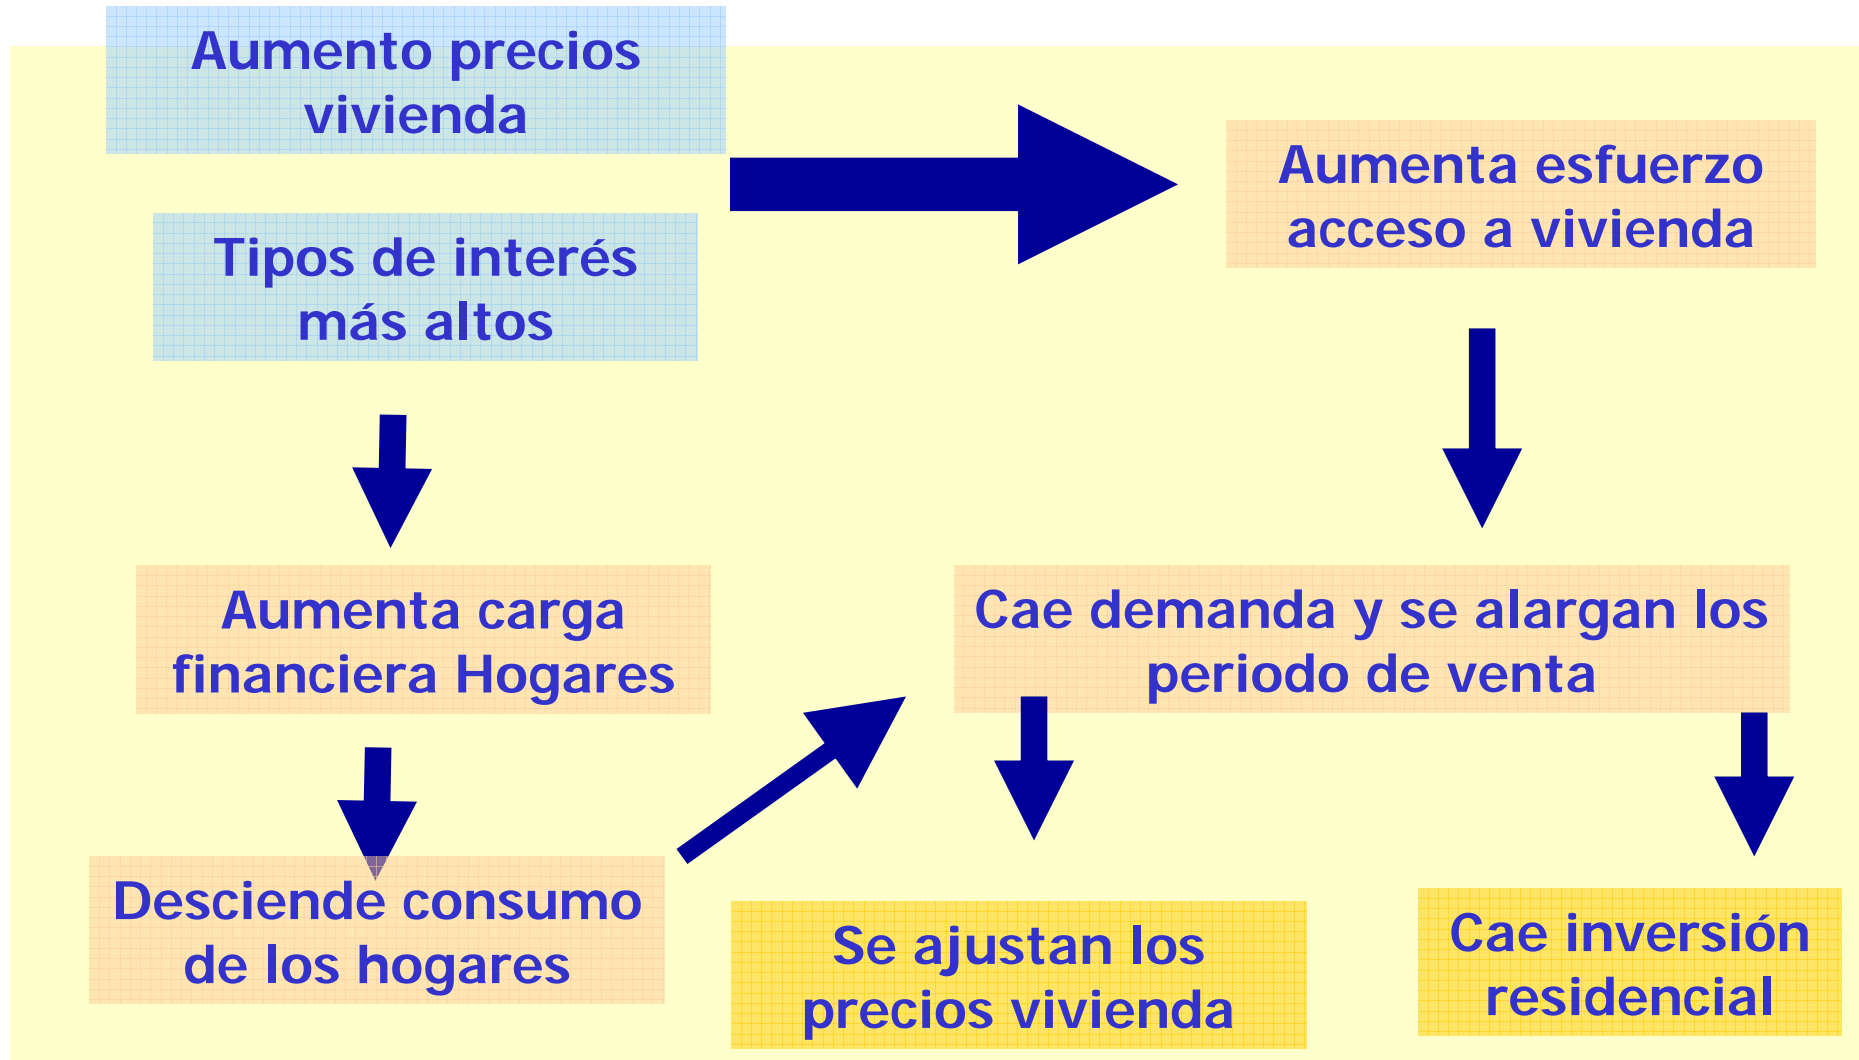 Aumento precios
vivienda
Tipos de interés
más altos
Aumenta esfuerzo
acceso a vivienda
Aumenta carga
financiera Hogares
Cae demanda y se alargan los
periodo de venta
Desciende consumo
de los hogares
Se ajustan los
precios vivienda
Cae inversión
residencial